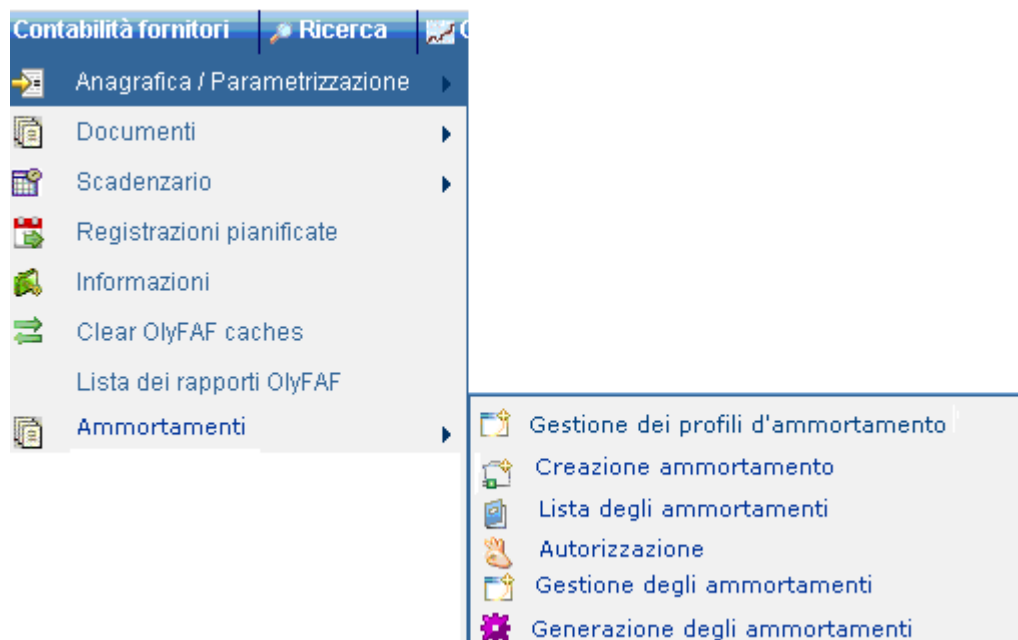 Contabilità fornitori Ricerca
Anagrafica / Parametrizzazione
Documenti
Scadenzario
Registrazioni pianificate
Informazioni
Clear OlyFAF caches
Lista dei rapporti OlyFAF
Ammortamenti
Gestione dei profili d'ammortamento
Creazione ammortamento
Lista degli ammortamenti
Autorizzazione
Gestione degli ammortamenti
Generazione degli ammortamenti